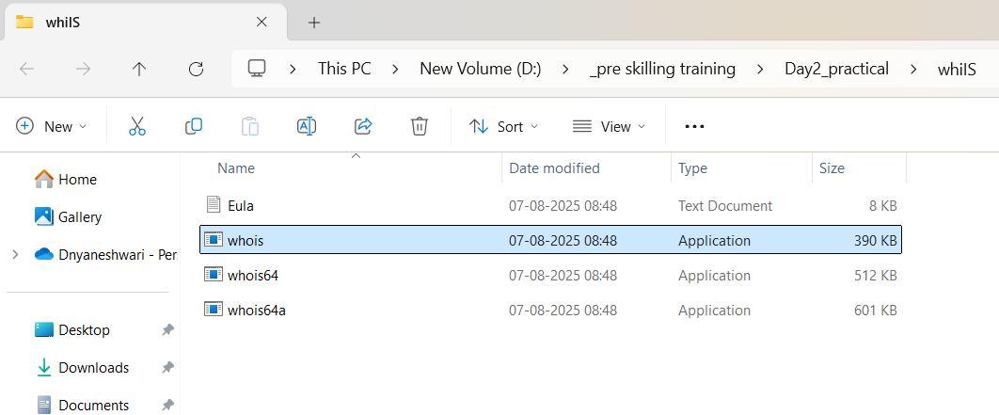 whiIS
This PC > New Volume (D:) > _pre skilling training > Day2_practical > whiIS
New Sort View
Name Date modified Type Size
Home
Gallery
Dnyaneshwari - Per
Desktop
Downloads
Documents
Eula 07-08-2025 08:48 Text Document 8 KB
whois 07-08-2025 08:48 Application 390 KB
whois64 07-08-2025 08:48 Application 512 KB
whois64a 07-08-2025 08:48 Application 601 KB